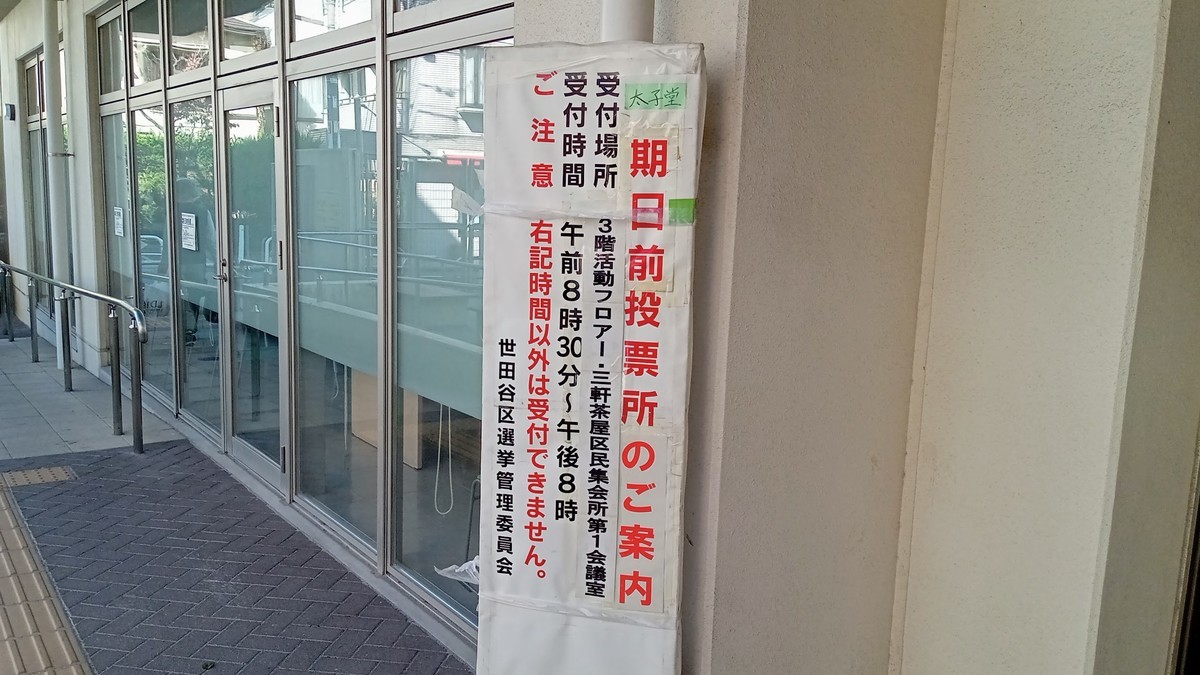 太子堂
期日前投票所のご案内
受付場所 3階活動フロアー・三軒茶屋区民集会所第1会議室
受付時間 午前8時30分～午後8時
ご注意 右記時間以外は受付できません。
世田谷区選挙管理委員会